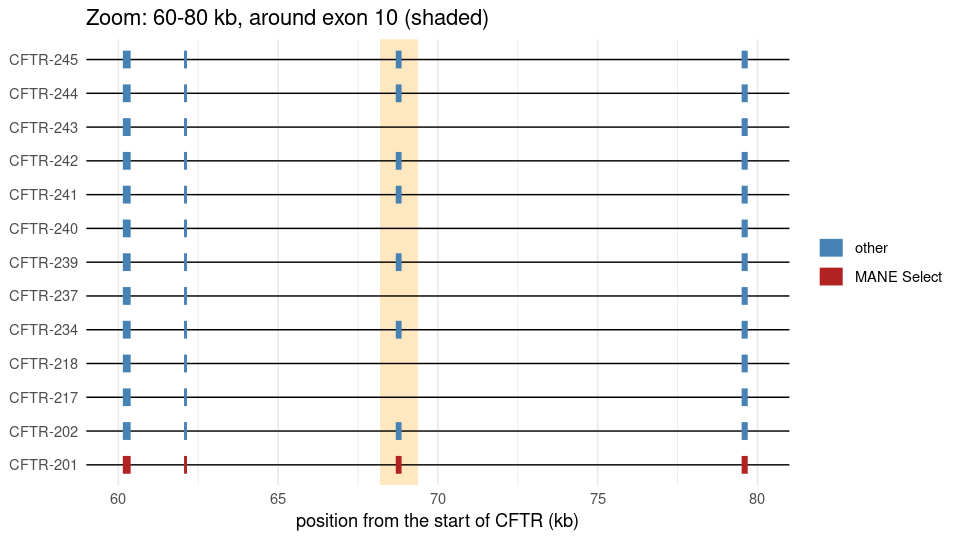 Zoom: 60-80 kb, around exon 10 (shaded)
CFTR-245
CFTR-244
CFTR-243
CFTR-242
CFTR-241
CFTR-240
CFTR-239
CFTR-237
CFTR-234
CFTR-218
CFTR-217
CFTR-202
CFTR-201
60 65 70 75 80
position from the start of CFTR (kb)
other
MANE Select